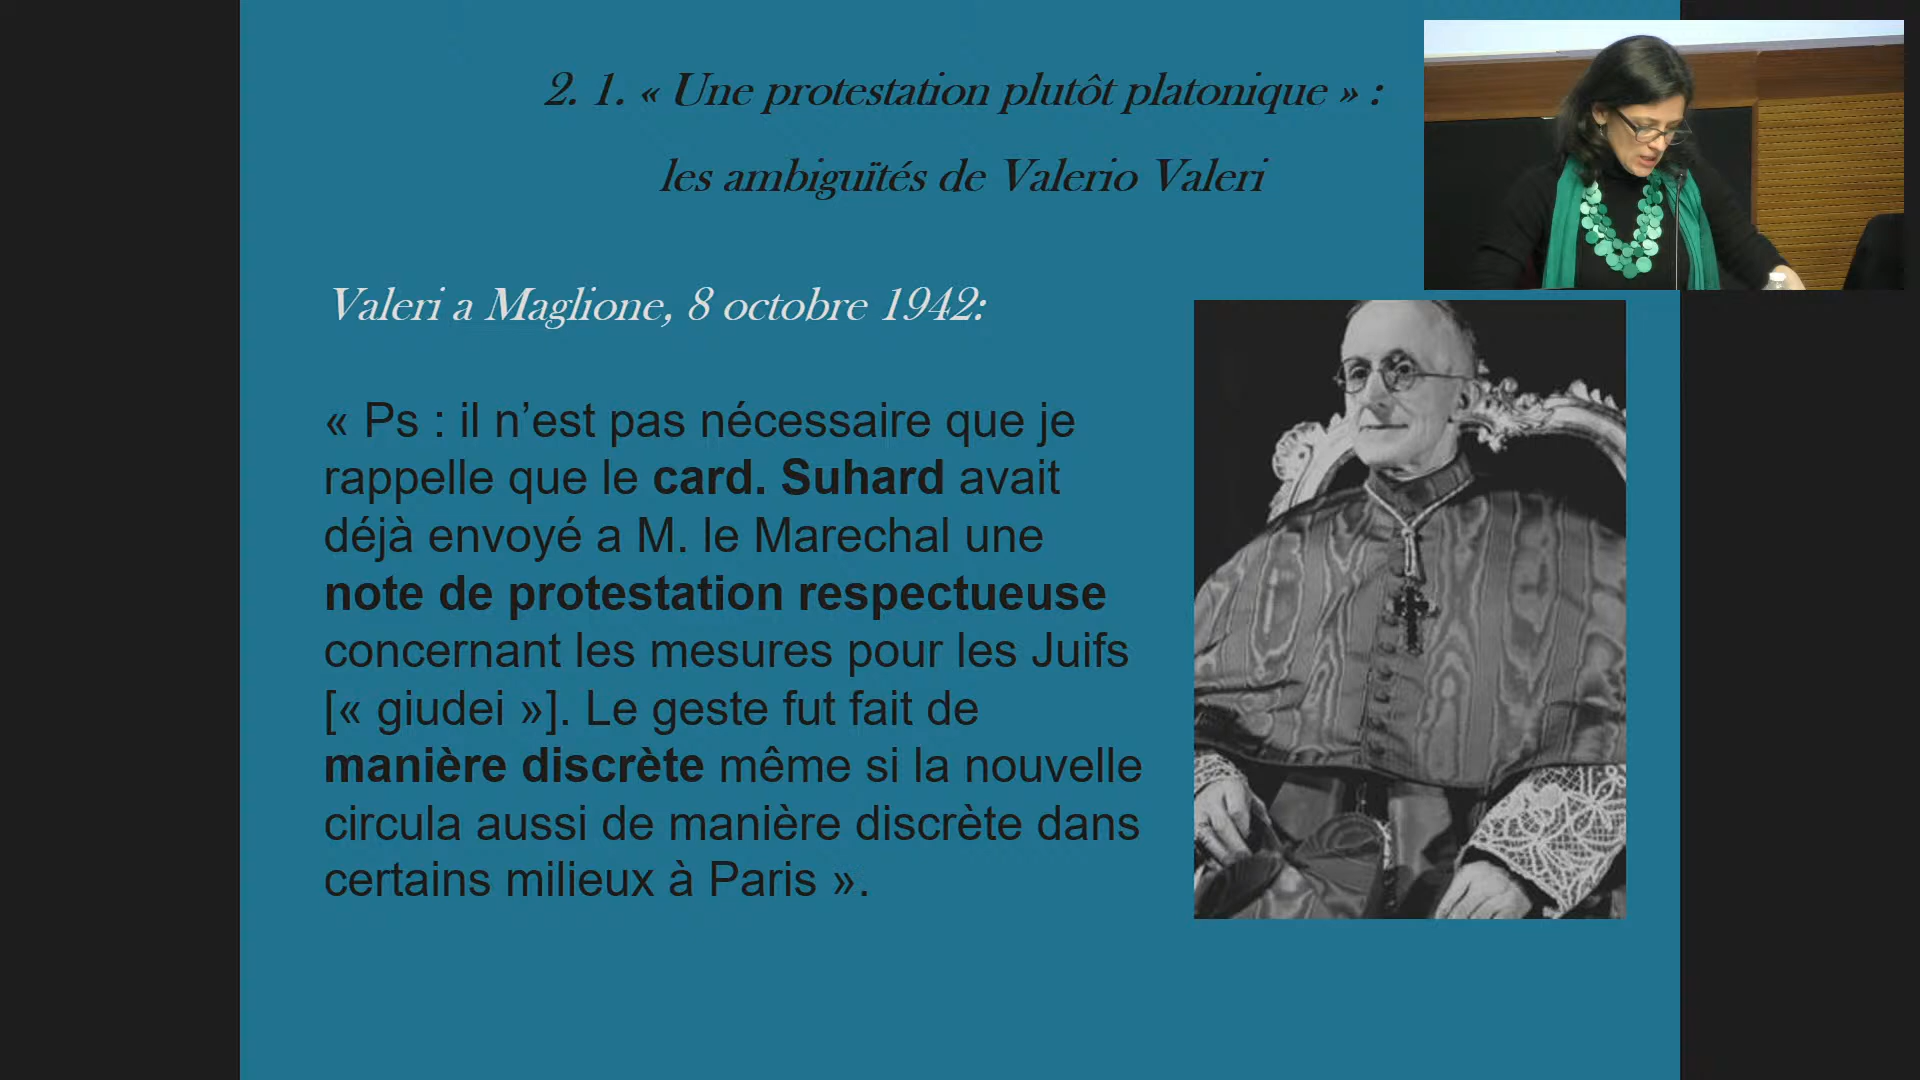 2. 1. « Une protestation plutôt platonique » :
les ambiguïtés de Valerio Valeri
Valeri a Maglione, 8 octobre 1942:
« Ps : il n’est pas nécessaire que je
rappelle que le card. Suhard avait
déjà envoyé a M. le Marechal une
note de protestation respectueuse
concernant les mesures pour les Juifs
[« giudei »]. Le geste fut fait de
manière discrète même si la nouvelle
circula aussi de manière discrète dans
certains milieux à Paris ».